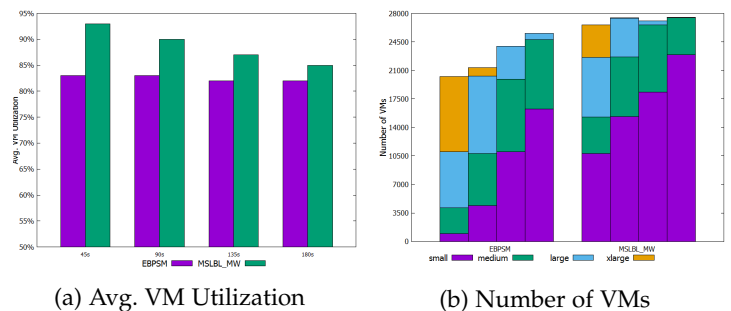 95%
90%
85%
80%
75%
70%
65%
60%
55%
50%
Avg. VM Utilization
45s 90s 135s 180s
EBPSM MSLBL_MW
(a) Avg. VM Utilization
28000
24500
21000
17500
14000
10500
7000
3500
0
Number of VMs
EBPSM MSLBL_MW
small medium large xlarge
(b) Number of VMs